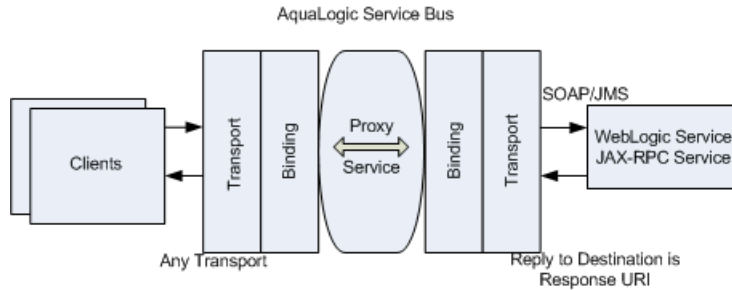 AquaLogic Service Bus
Clients
Any Transport
Transport
Binding
Proxy
Service
Binding
Transport
SOAP/JMS
WebLogic Service
JAX-RPC Service
Reply to Destination is
Response URI